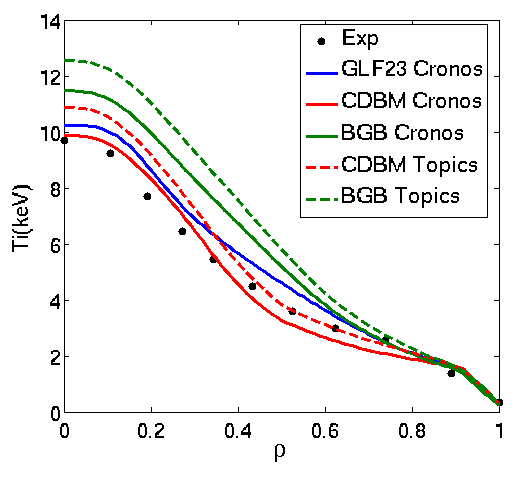 14
12
10
8
6
4
2
0
Ti(keV)
Exp
GLF23 Cronos
CDBM Cronos
BGB Cronos
CDBM Topics
BGB Topics
0 0.2 0.4 0.6 0.8 1
ρ